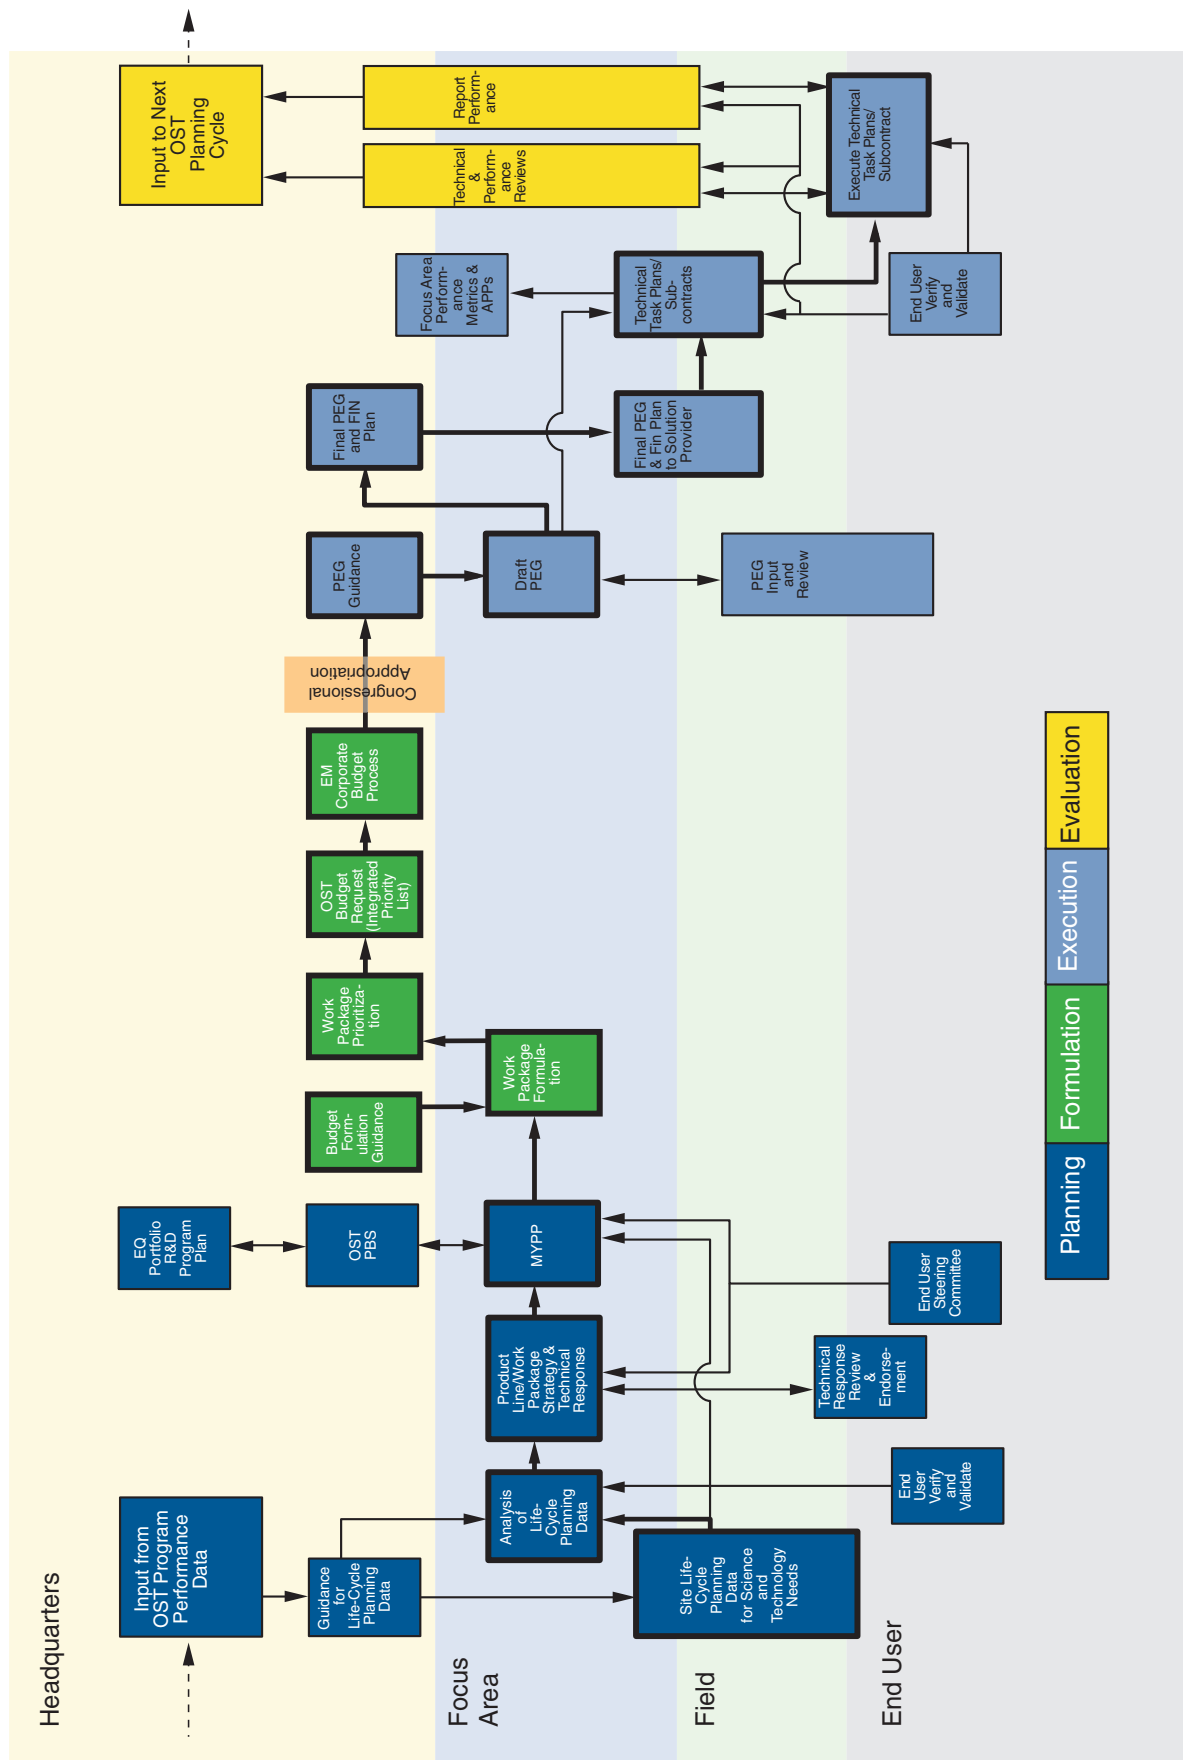 Headquarters
Input from
OST Program
Performance
Data
Guidance
for
Life-Cycle
Planning
Data
EQ
Portfolio
R&D
Program
Plan
OST
PBS
Budget
Form-
ulation
Guidance
Work
Package
Prioritiza-
tion
OST
Budget
Request
(Integrated
Priority
List)
EM
Corporate
Budget
Process
Congressional
Appropriation
PEG
Guidance
Final PEG
and FIN
Plan
Input to Next
OST
Planning
Cycle
Focus
Area
Analysis
of
Life-
Cycle
Planning
Data
Product
Line/Work
Package
Strategy &
Technical
Response
MYPP
Work
Package
Formula-
tion
Draft
PEG
Focus Area
Perform-
ance
Metrics &
APPs
Final PEG
& Fin Plan
to Solution
Provider
Technical
Task Plans/
Sub-
contracts
Technical
&
Perform-
ance
Reviews
Report
Perform-
ance
Field
Site Life-
Cycle
Planning
Data
for Science
and
Technology
Needs
PEG
Input
and
Review
End User
End
User
Verify
and
Validate
Technical
Response
Review
&
Endorse-
ment
End User
Steering
Committee
End User
Verify
and
Validate
Execute Technical
Task Plans/
Subcontract
Planning
Formulation
Execution
Evaluation